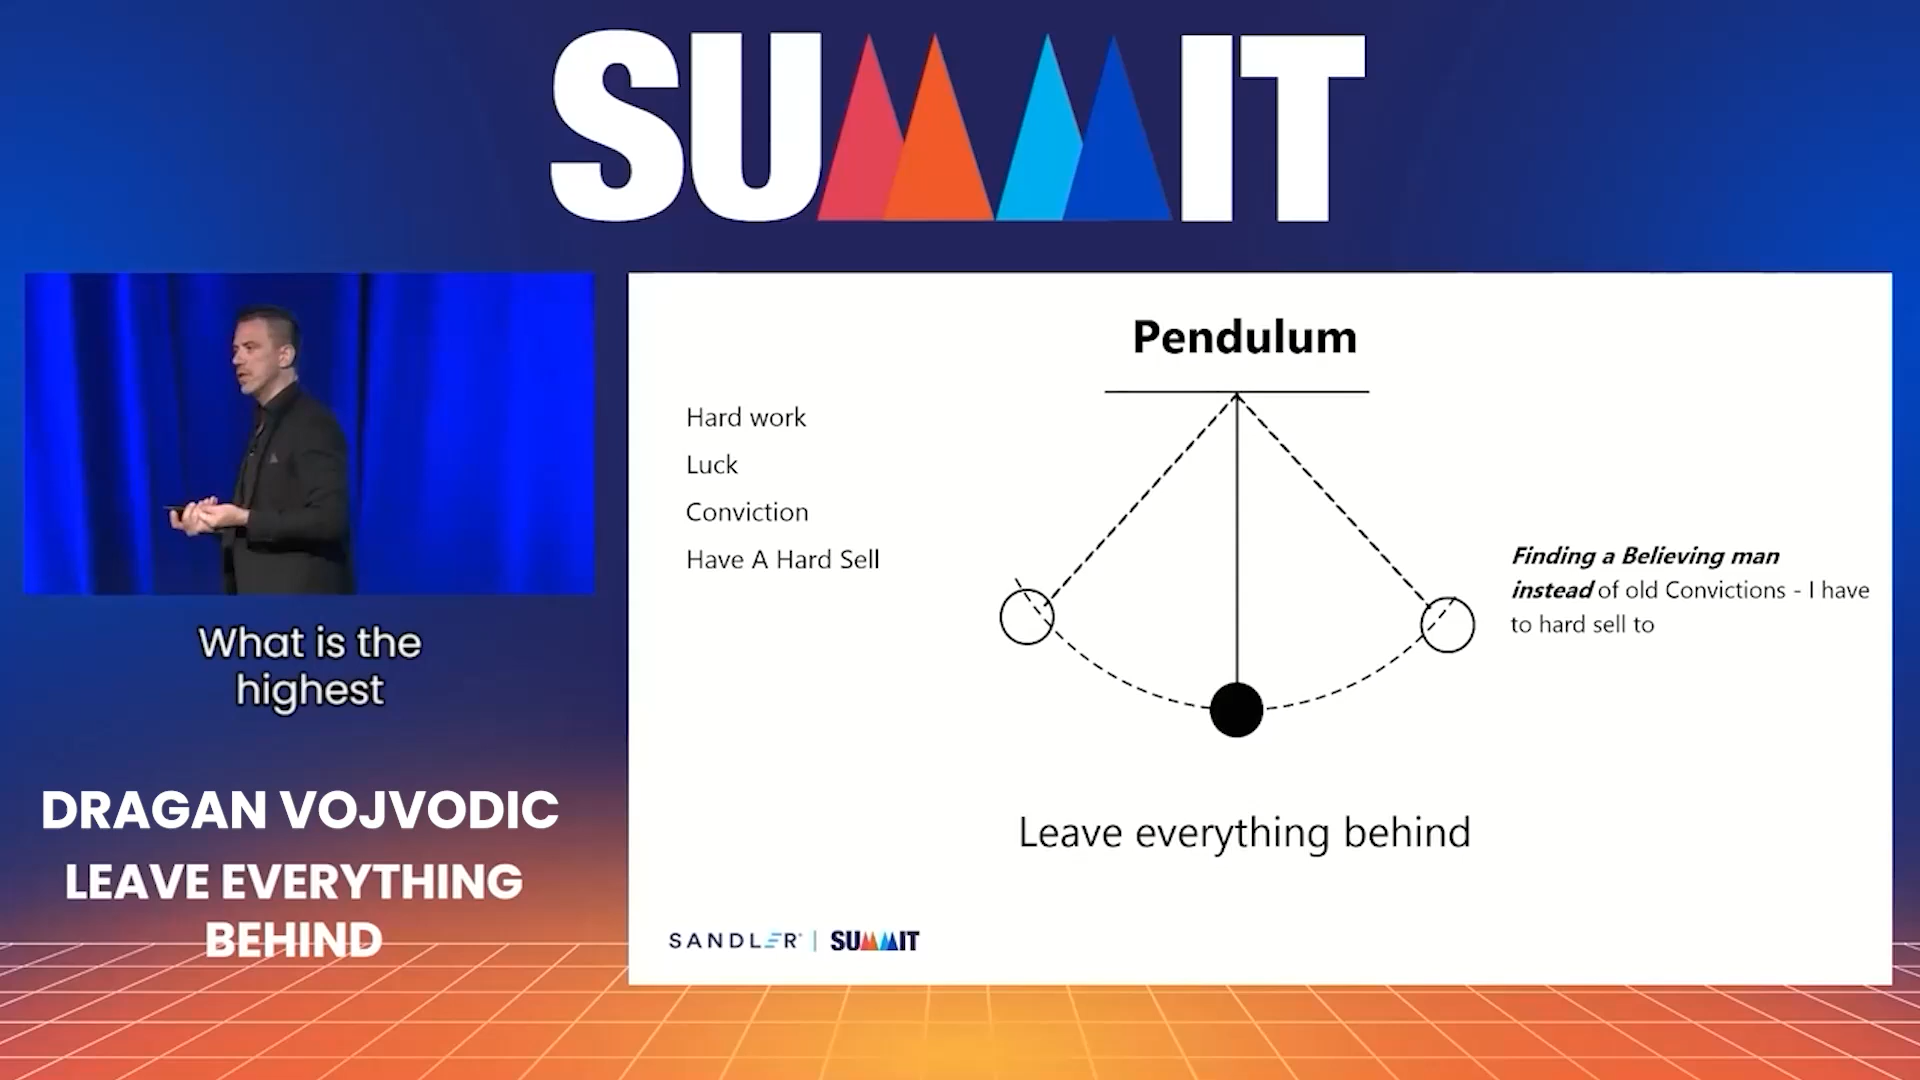 SUMMIT
What is the
highest
DRAGAN VOJVODIC
LEAVE EVERYTHING
BEHIND
Pendulum
Hard work
Luck
Conviction
Have A Hard Sell
Finding a Believing man
instead of old Convictions - I have
to hard sell to
Leave everything behind
SANDLER | SUMMIT